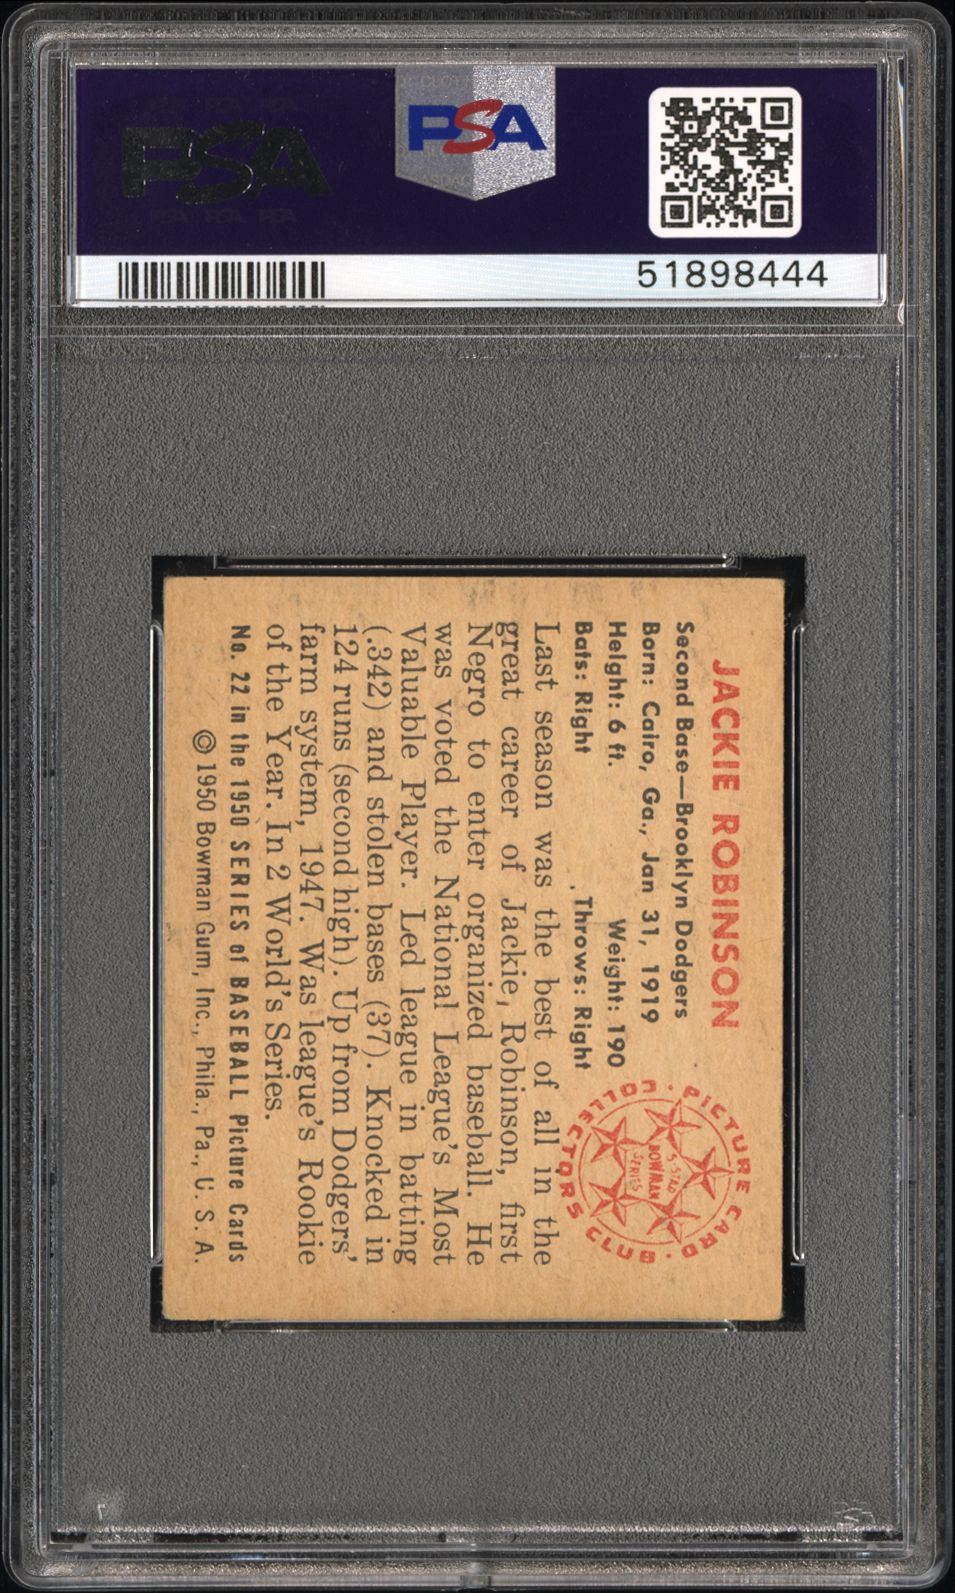 PSA
PSA
51898444
JACKIE ROBINSON
Second Base—Brooklyn Dodgers
Born: Cairo, Ga., Jan 31, 1919
Height: 6 ft. Weight: 190
Bats: Right Throws: Right
Last season was the best of all in the
great career of Jackie Robinson, first
Negro to enter organized baseball. He
was voted the National League's Most
Valuable Player. Led league in batting
(.342) and stolen bases (37). Knocked in
124 runs (second high). Up from Dodgers'
farm system, 1947. Was league's Rookie
of the Year. In 2 World's Series.
No. 22 in the 1950 SERIES of BASEBALL Picture Cards
© 1950 Bowman Gum, Inc., Phila., Pa., U. S. A.
PICTURE CARD · COLLECTORS CLUB ·
5-STAR
BOWMAN
SERIES